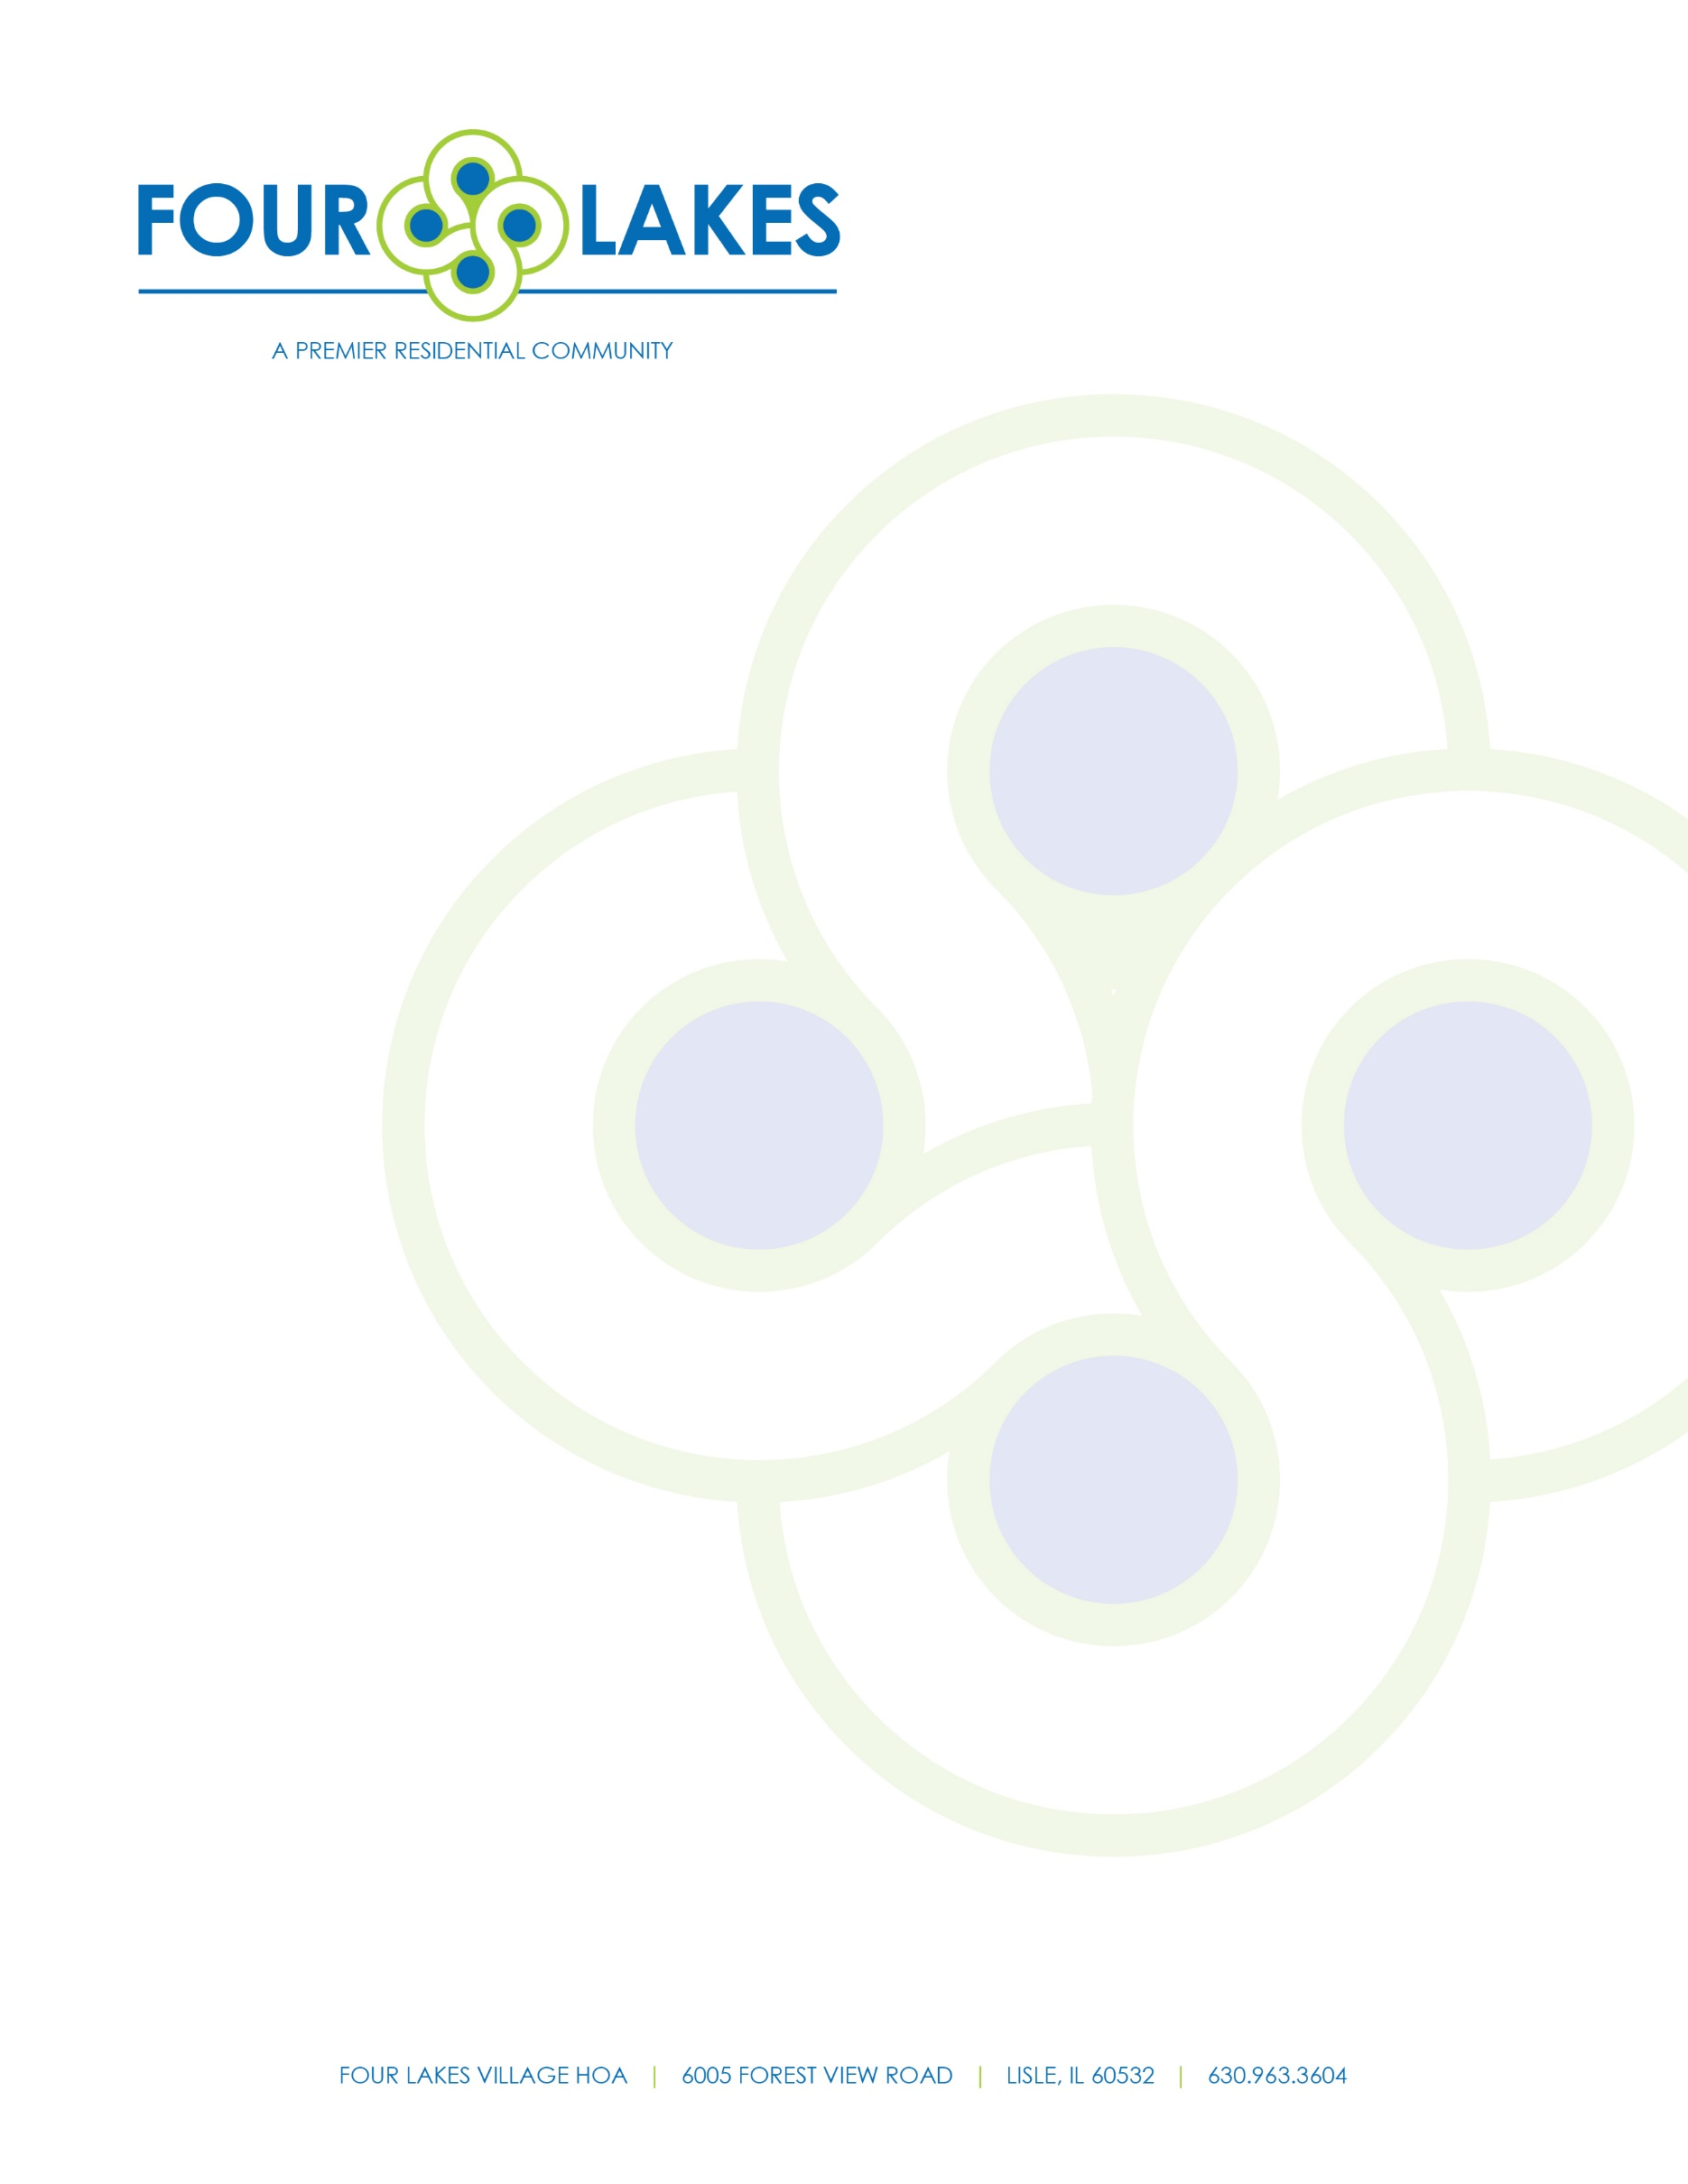 FOUR LAKES
A PREMIER RESIDENTIAL COMMUNITY
FOUR LAKES VILLAGE HOA | 6005 FOREST VIEW ROAD | LISLE, IL 60532 | 630.963.3604